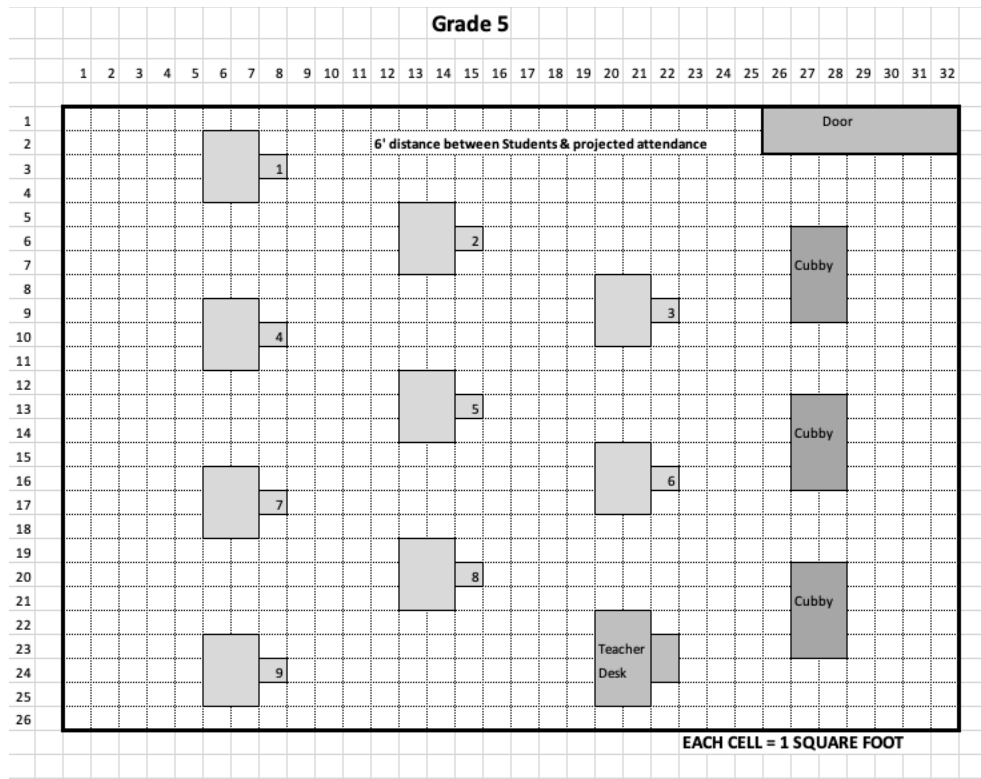 Grade 5
1 2 3 4 5 6 7 8 9 10 11 12 13 14 15 16 17 18 19 20 21 22 23 24 25 26 27 28 29 30 31 32
1 Door
2 6' distance between Students & projected attendance
3 1
4
5
6 2
7 Cubby
8
9 3
10 4
11
12
13 5
14 Cubby
15
16 6
17 7
18
19
20 8
21 Cubby
22
23 Teacher
24 Desk 9
25
26
EACH CELL = 1 SQUARE FOOT